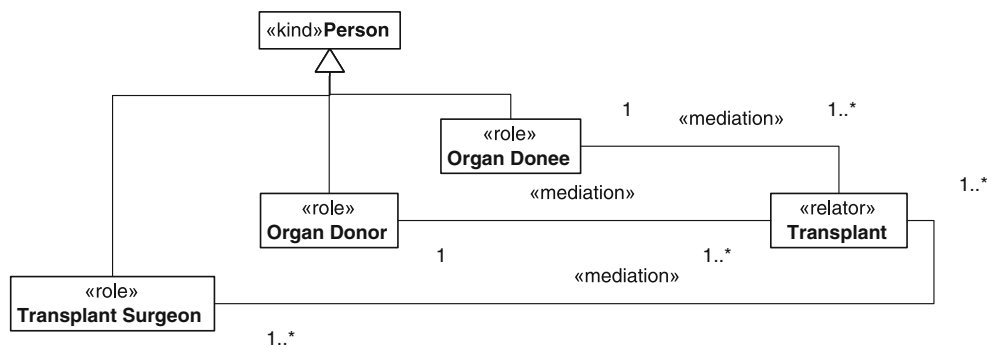 «kind»Person
1
«mediation»
1..*
«role»
Organ Donee
1..*
«mediation»
«role»
Organ Donor
«relator»
Transplant
1
1..*
«mediation»
«role»
Transplant Surgeon
1..*